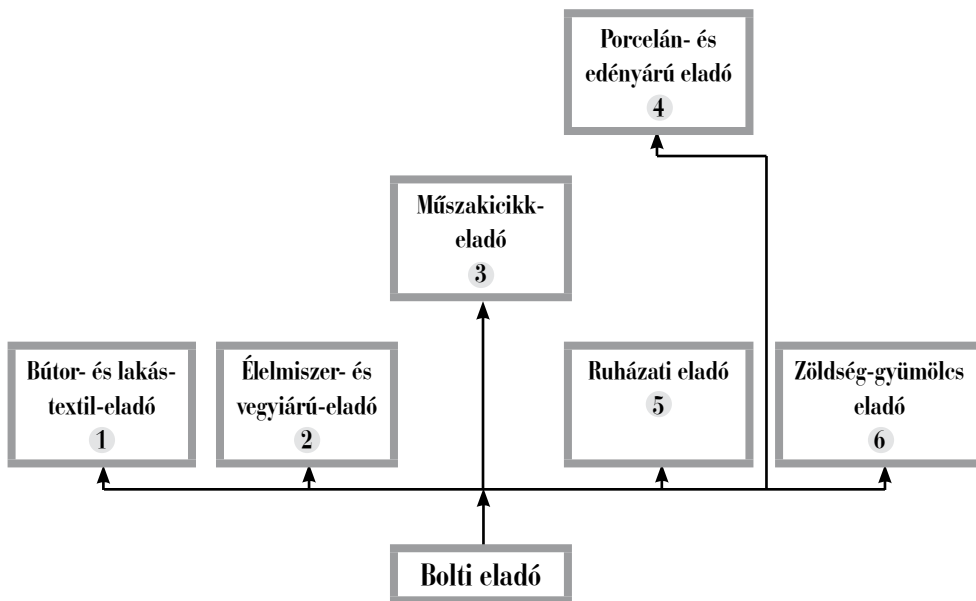 Porcelán- és
edényárú eladó
4
Műszakicikk-
eladó
3
Bútor- és lakás-
textil-eladó
1
Élelmiszer- és
vegyiárú-eladó
2
Ruházati eladó
5
Zöldség-gyümölcs
eladó
6
Bolti eladó